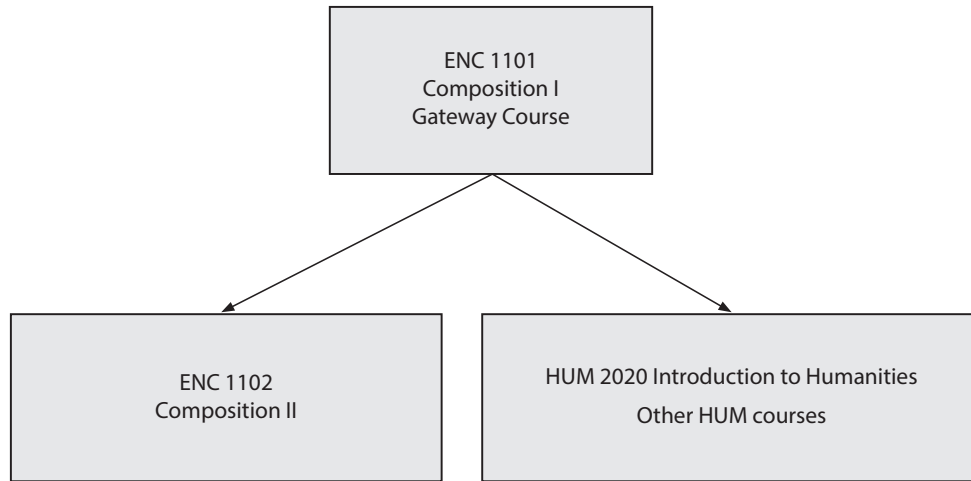 ENC 1101
Composition I
Gateway Course
ENC 1102
Composition II
HUM 2020 Introduction to Humanities
Other HUM courses